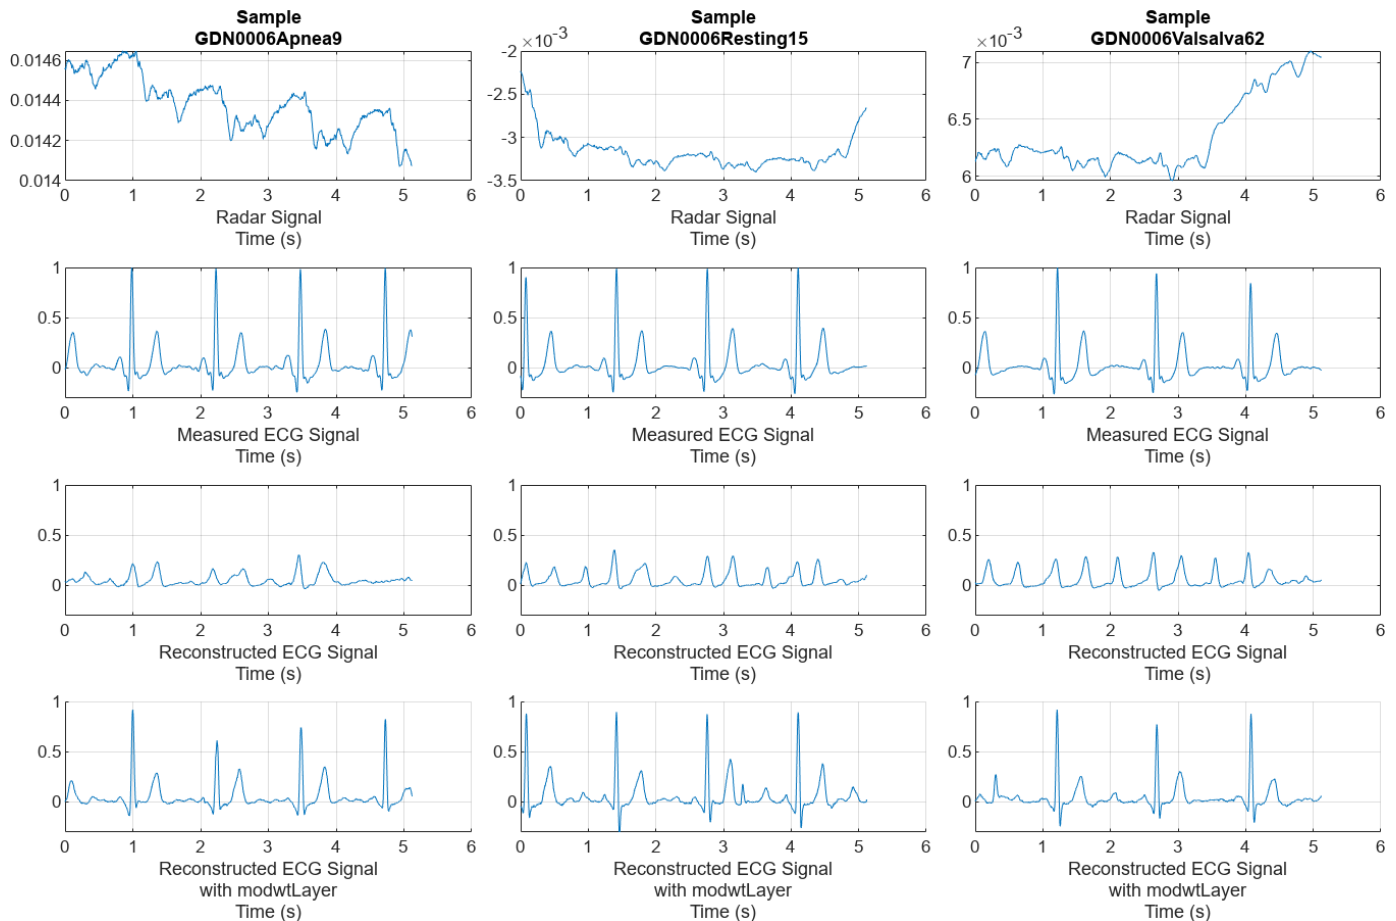 Sample
GDN0006Apnea9
0.0146
0.0144
0.0142
0.014
0 1 2 3 4 5 6
Radar Signal
Time (s)
Sample
GDN0006Resting15
×10⁻³
-2
-2.5
-3
-3.5
0 1 2 3 4 5 6
Radar Signal
Time (s)
Sample
GDN0006Valsalva62
×10⁻³
7
6.5
6
0 1 2 3 4 5 6
Radar Signal
Time (s)
1
0.5
0
0 1 2 3 4 5 6
Measured ECG Signal
Time (s)
1
0.5
0
0 1 2 3 4 5 6
Measured ECG Signal
Time (s)
1
0.5
0
0 1 2 3 4 5 6
Measured ECG Signal
Time (s)
1
0.5
0
0 1 2 3 4 5 6
Reconstructed ECG Signal
Time (s)
1
0.5
0
0 1 2 3 4 5 6
Reconstructed ECG Signal
Time (s)
1
0.5
0
0 1 2 3 4 5 6
Reconstructed ECG Signal
Time (s)
1
0.5
0
0 1 2 3 4 5 6
Reconstructed ECG Signal
with modwtLayer
Time (s)
1
0.5
0
0 1 2 3 4 5 6
Reconstructed ECG Signal
with modwtLayer
Time (s)
1
0.5
0
0 1 2 3 4 5 6
Reconstructed ECG Signal
with modwtLayer
Time (s)